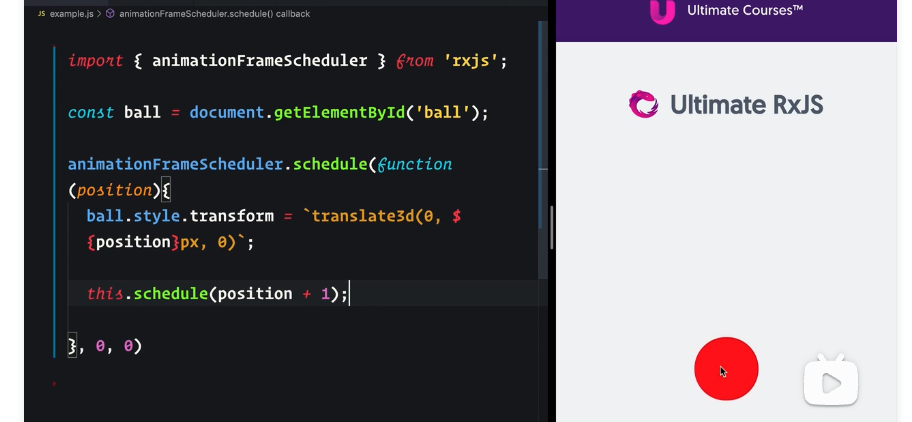 JS example.js > animationFrameScheduler.schedule() callback
Ultimate Courses™
import { animationFrameScheduler } from 'rxjs';
const ball = document.getElementById('ball');
animationFrameScheduler.schedule(function
(position){
ball.style.transform = `translate3d(0, $
{position}px, 0)`;
this.schedule(position + 1);
}, 0, 0)
Ultimate RxJS